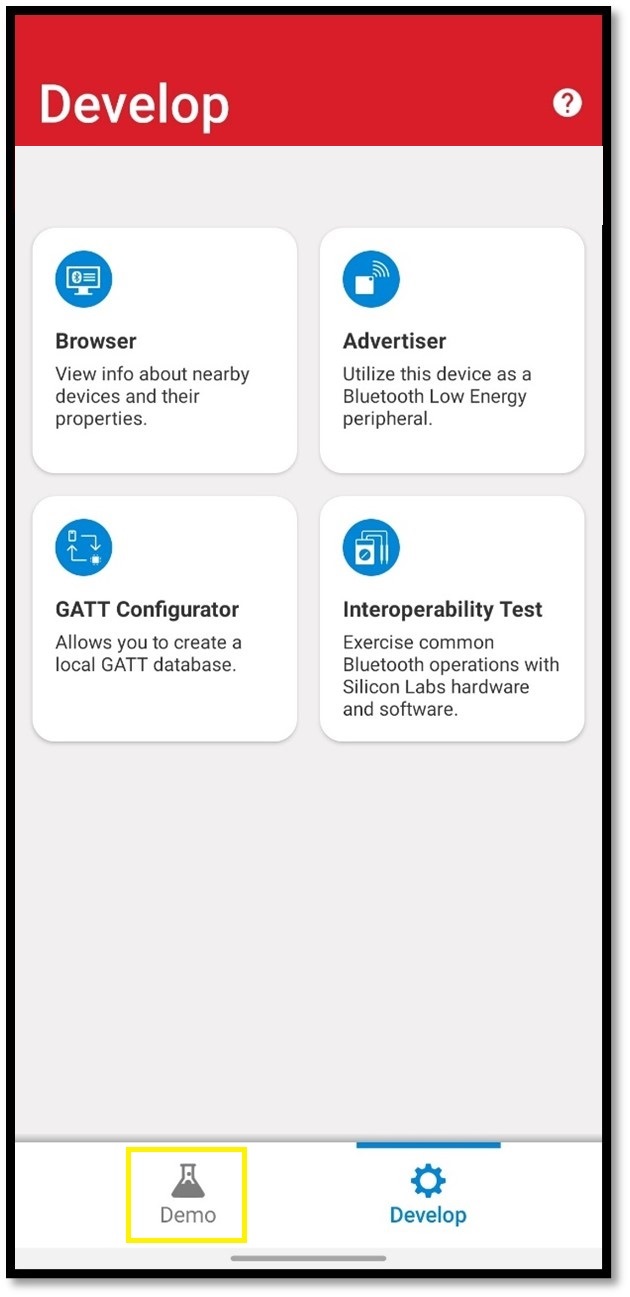 Develop
?
Browser
View info about nearby
devices and their
properties.
Advertiser
Utilize this device as a
Bluetooth Low Energy
peripheral.
GATT Configurator
Allows you to create a
local GATT database.
Interoperability Test
Exercise common
Bluetooth operations with
Silicon Labs hardware
and software.
Demo
Develop